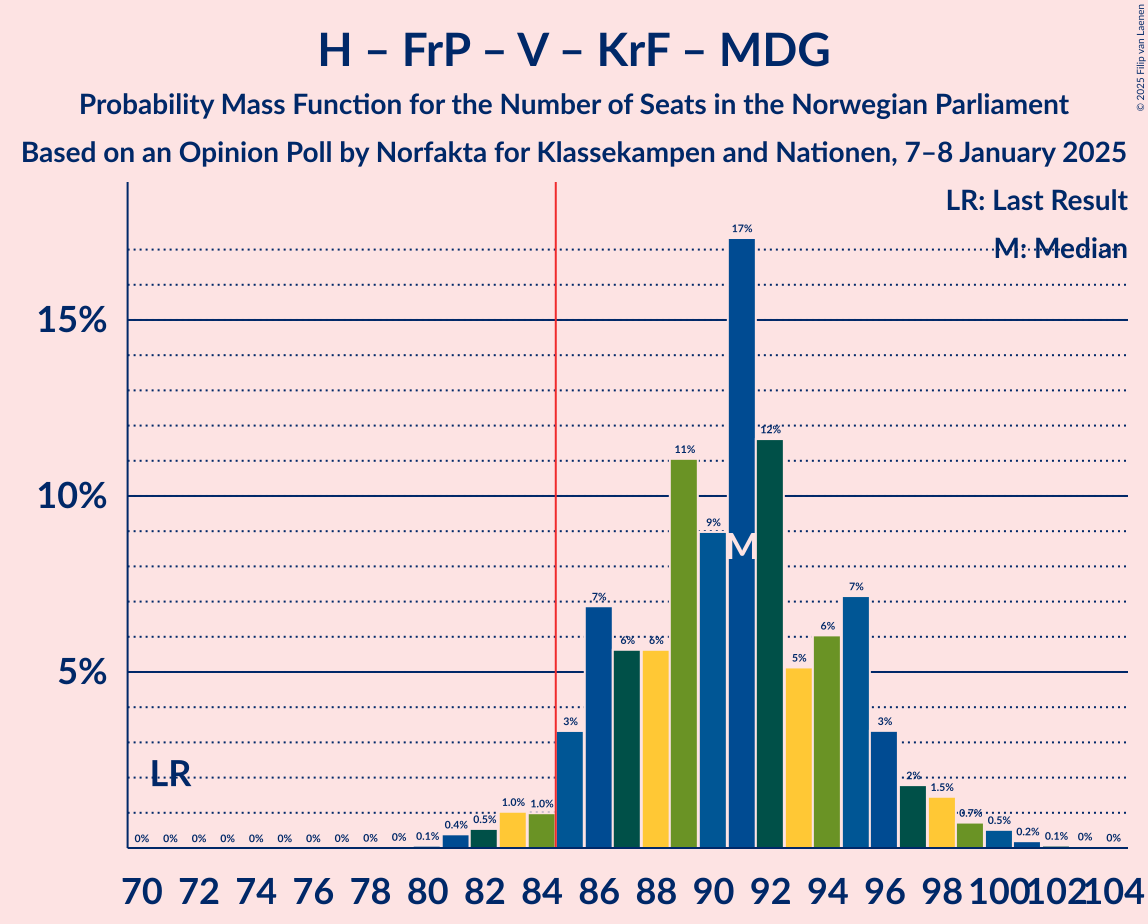 H – FrP – V – KrF – MDG
Probability Mass Function for the Number of Seats in the Norwegian Parliament
Based on an Opinion Poll by Norfakta for Klassekampen and Nationen, 7–8 January 2025
© 2025 Filip van Laenen
LR: Last Result
M: Median
15%
10%
5%
LR
M
0% 0% 0% 0% 0% 0% 0% 0% 0% 0% 0.1% 0.4% 0.5% 1.0% 1.0% 3% 7% 6% 6% 11% 9% 17% 12% 5% 6% 7% 3% 2% 1.5% 0.7% 0.5% 0.2% 0.1% 0% 0%
70 72 74 76 78 80 82 84 86 88 90 92 94 96 98 100 102 104